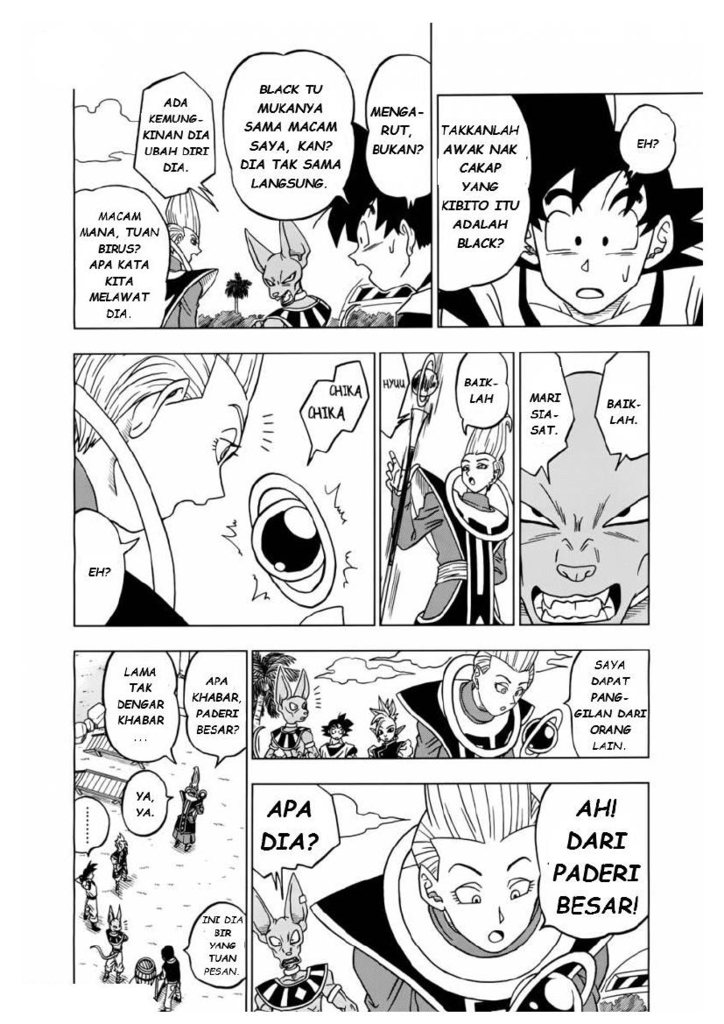 EH?
TAKKANLAH
AWAK NAK
CAKAP
YANG
KIBITO ITU
ADALAH
BLACK?
MENGA-
RUT,
BUKAN?
BLACK TU
MUKANYA
SAMA MACAM
SAYA, KAN?
DIA TAK SAMA
LANGSUNG.
ADA
KEMUNG-
KINAN DIA
UBAH DIRI
DIA.
MACAM
MANA, TUAN
BIRUS?
APA KATA
KITA
MELAWAT
DIA.
BAIK-
LAH.
MARI
SIA-
SAT.
BAIK-
LAH
HYUU
CHIKA
CHIKA
EH?
SAYA
DAPAT
PANG-
GILAN DARI
ORANG
LAIN.
AH!
DARI
PADERI
BESAR!
APA
DIA?
APA
KHABAR,
PADERI
BESAR?
LAMA
TAK
DENGAR
KHABAR
...
YA,
YA.
........
INI DIA
BIR
YANG
TUAN
PESAN.